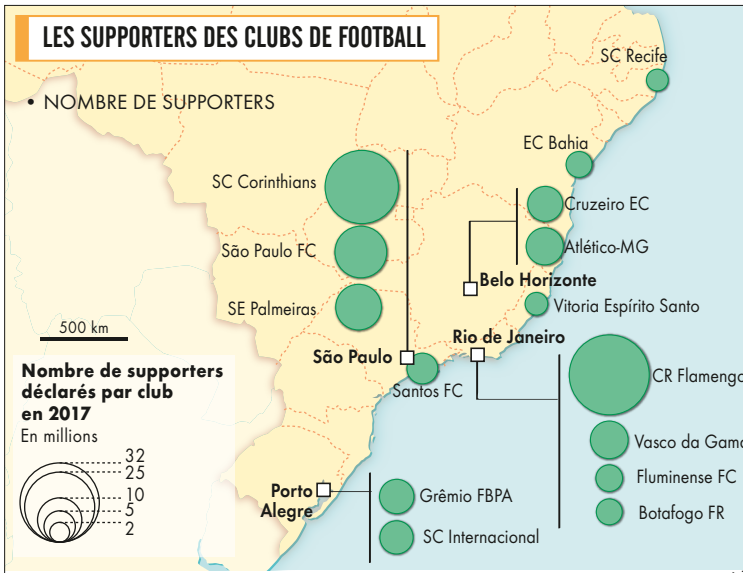 LES SUPPORTERS DES CLUBS DE FOOTBALL
• NOMBRE DE SUPPORTERS
SC Recife
EC Bahia
SC Corinthians
Cruzeiro EC
São Paulo FC
Atlético-MG
Belo Horizonte
SE Palmeiras
Vitoria Espírito Santo
500 km
Rio de Janeiro
São Paulo
Santos FC
CR Flamengo
Vasco da Gama
Fluminense FC
Botafogo FR
Nombre de supporters
déclarés par club
en 2017
En millions
32
25
10
5
2
Porto
Alegre
Grêmio FBPA
SC Internacional